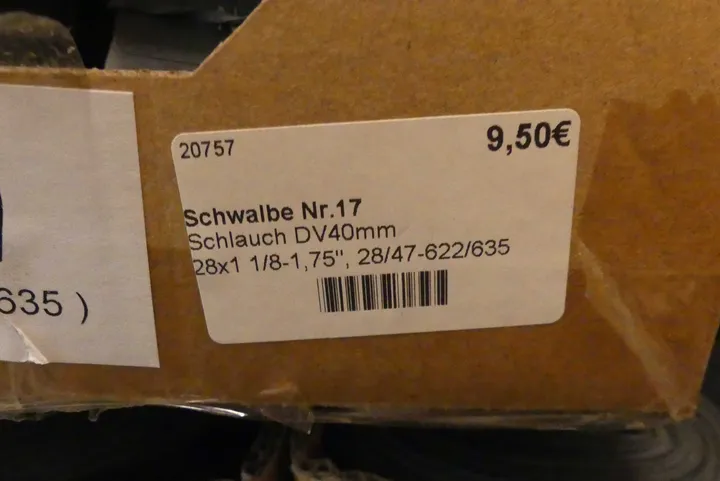 20757
9,50€
Schwalbe Nr.17
Schlauch DV40mm
28x1 1/8-1,75", 28/47-622/635
635 )